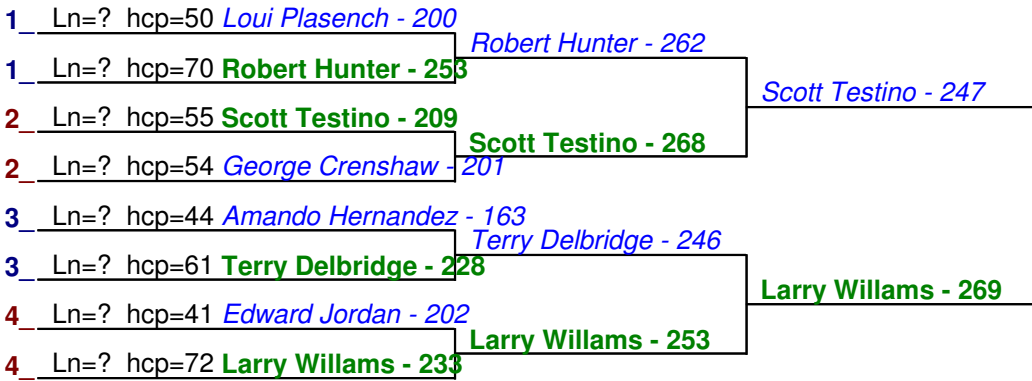 1_ Ln=? hcp=50 Loui Plasench - 200
Robert Hunter - 262
1_ Ln=? hcp=70 Robert Hunter - 253
Scott Testino - 247
2_ Ln=? hcp=55 Scott Testino - 209
Scott Testino - 268
2_ Ln=? hcp=54 George Crenshaw - 201
3_ Ln=? hcp=44 Amando Hernandez - 163
Terry Delbridge - 246
3_ Ln=? hcp=61 Terry Delbridge - 228
Larry Willams - 269
4_ Ln=? hcp=41 Edward Jordan - 202
Larry Willams - 253
4_ Ln=? hcp=72 Larry Willams - 233